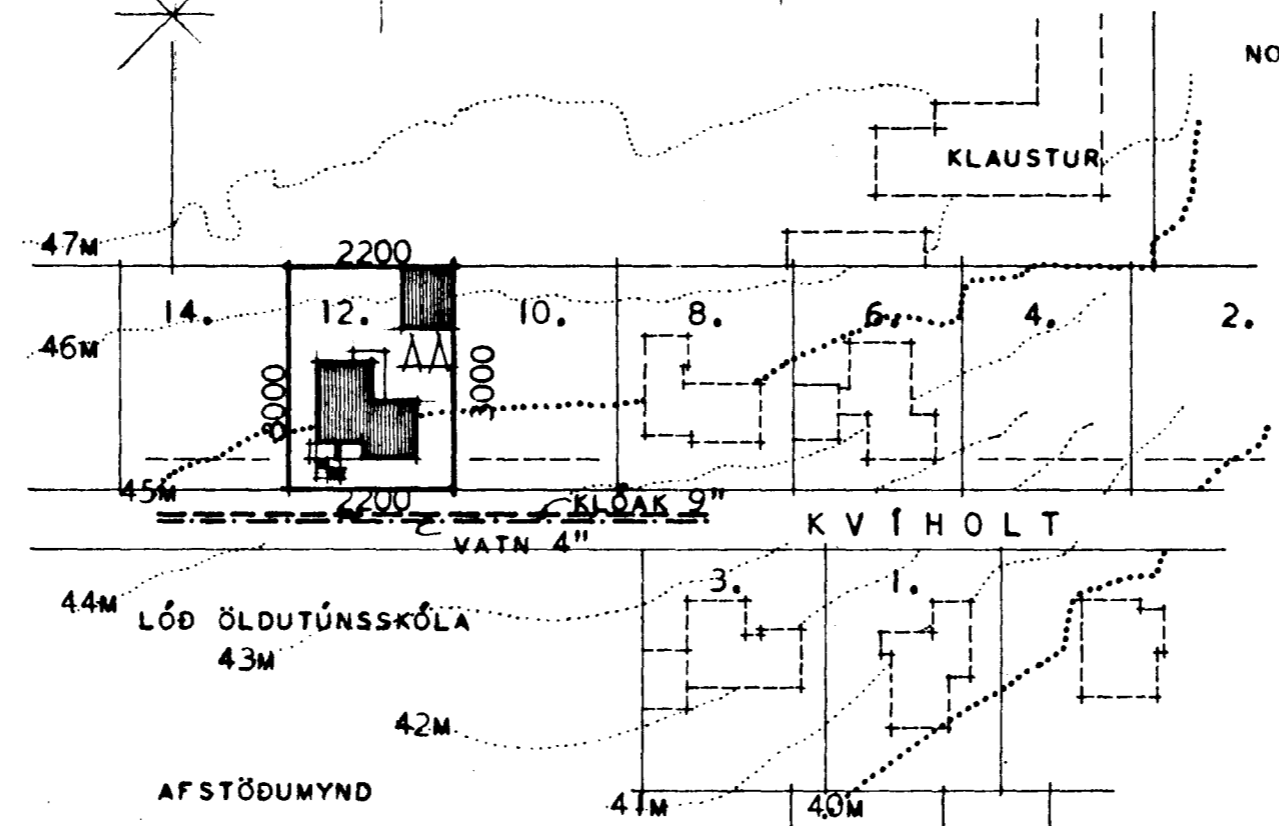 NO
KLAUSTUR
47M
2200
14. 12. 10. 8. 6. 4. 2.
46M
3000 3000
45M
2200 KLÓAK 9"
KVÍHOLT
VATN 4"
3. 1.
44M
LÓÐ ÖLDUTÚNSSKÓLA
43M
42M
AFSTÖÐUMYND
41M 40M